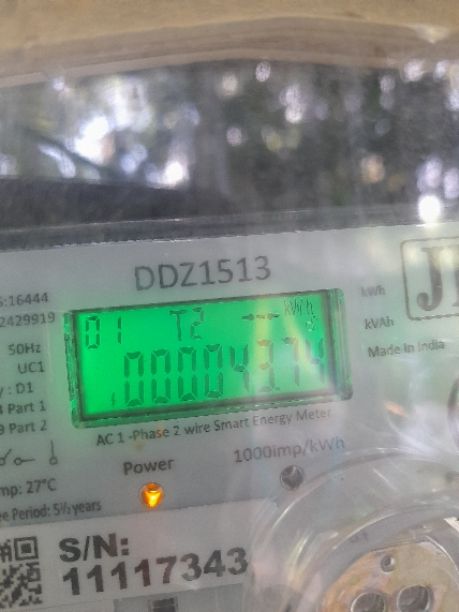 DDZ1513
:16444
2429919
50Hz
UC1
: D1
Part 1
Part 2
01 T2 --- kWh
0000043.74
kWh
kVAh
Made in India
AC 1 -Phase 2 wire Smart Energy Meter
Power
1000imp/kWh
mp: 27°C
e Period: 5½ years
S/N:
11117343